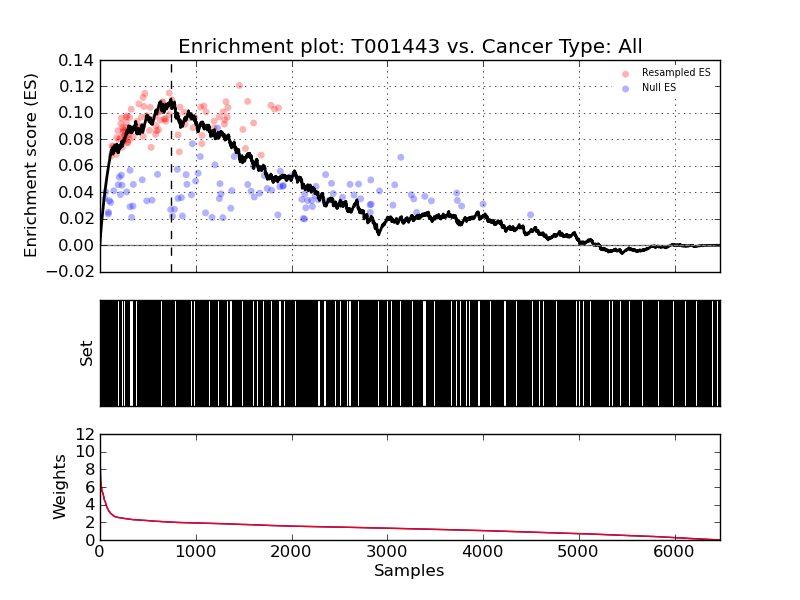 Enrichment plot: T001443 vs. Cancer Type: All
Enrichment score (ES)
0.14
0.12
0.10
0.08
0.06
0.04
0.02
0.00
−0.02
Resampled ES
Null ES
Set
Weights
12
10
8
6
4
2
0
0 1000 2000 3000 4000 5000 6000
Samples